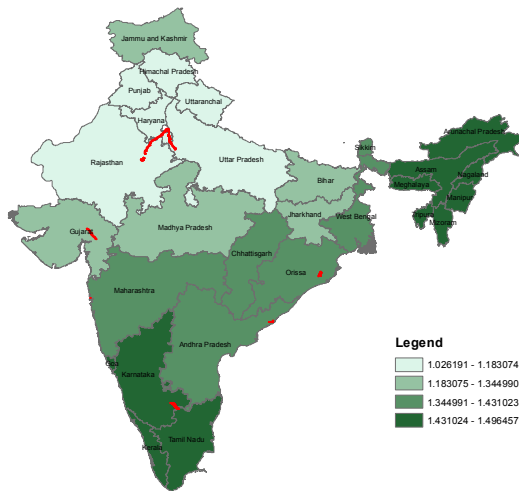 Jammu and Kashmir
Himachal Pradesh
Punjab
Uttaranchal
Haryana
Arunachal Pradesh
Sikkim
Rajasthan
Uttar Pradesh
Assam
Nagaland
Meghalaya
Bihar
Manipur
Jharkhand
Tripura
West Bengal
Mizoram
Gujarat
Madhya Pradesh
Chhattisgarh
Orissa
Maharashtra
Andhra Pradesh
Goa
Karnataka
Tamil Nadu
Kerala
Legend
1.026191 - 1.183074
1.183075 - 1.344990
1.344991 - 1.431023
1.431024 - 1.496457